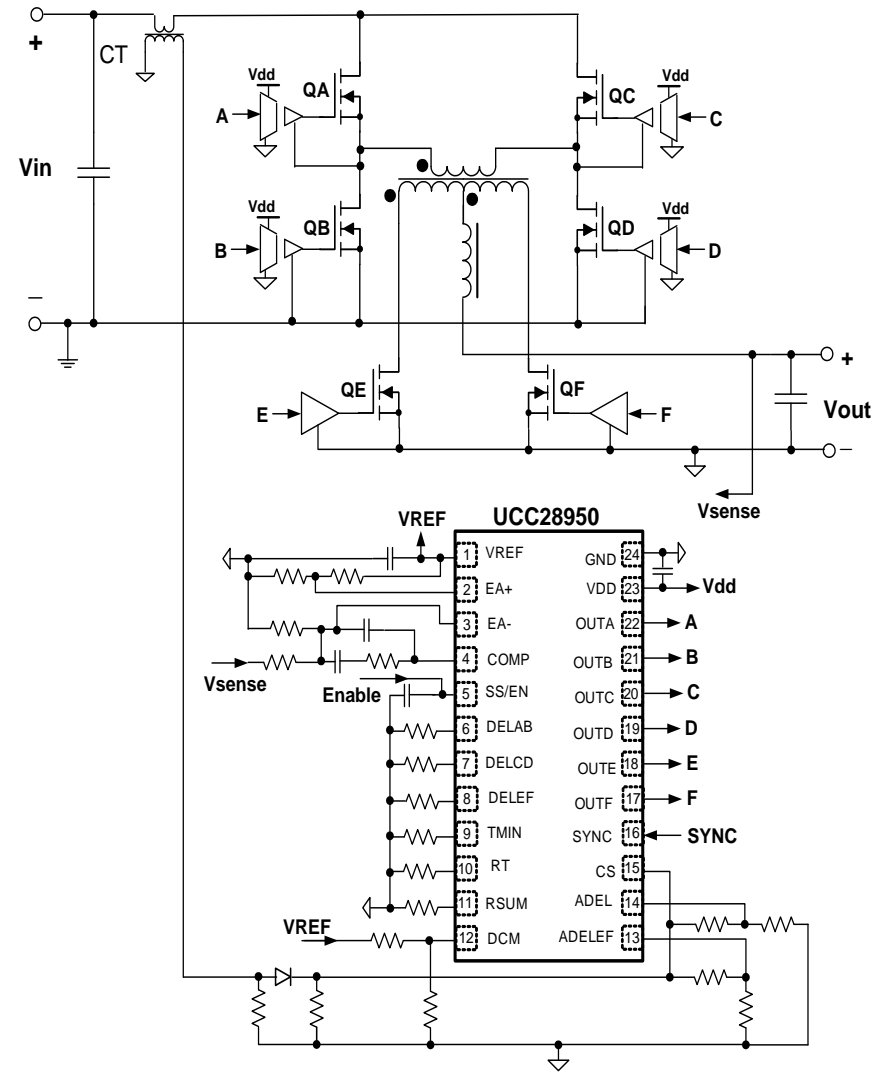 +
CT
Vdd
Vdd
QA
QC
A
C
Vin
Vdd
Vdd
QB
QD
B
D
–
+
QE
QF
E
F
Vout
–
Vsense
UCC28950
VREF
1 VREF
GND 24
2 EA+
VDD 23
Vdd
3 EA-
OUTA 22
A
4 COMP
OUTB 21
B
Vsense
Enable
5 SS/EN
OUTC 20
C
6 DELAB
OUTD 19
D
7 DELCD
OUTE 18
E
8 DELEF
OUTF 17
F
9 TMIN
SYNC 16
SYNC
10 RT
CS 15
11 RSUM
ADEL 14
VREF
12 DCM
ADELEF 13